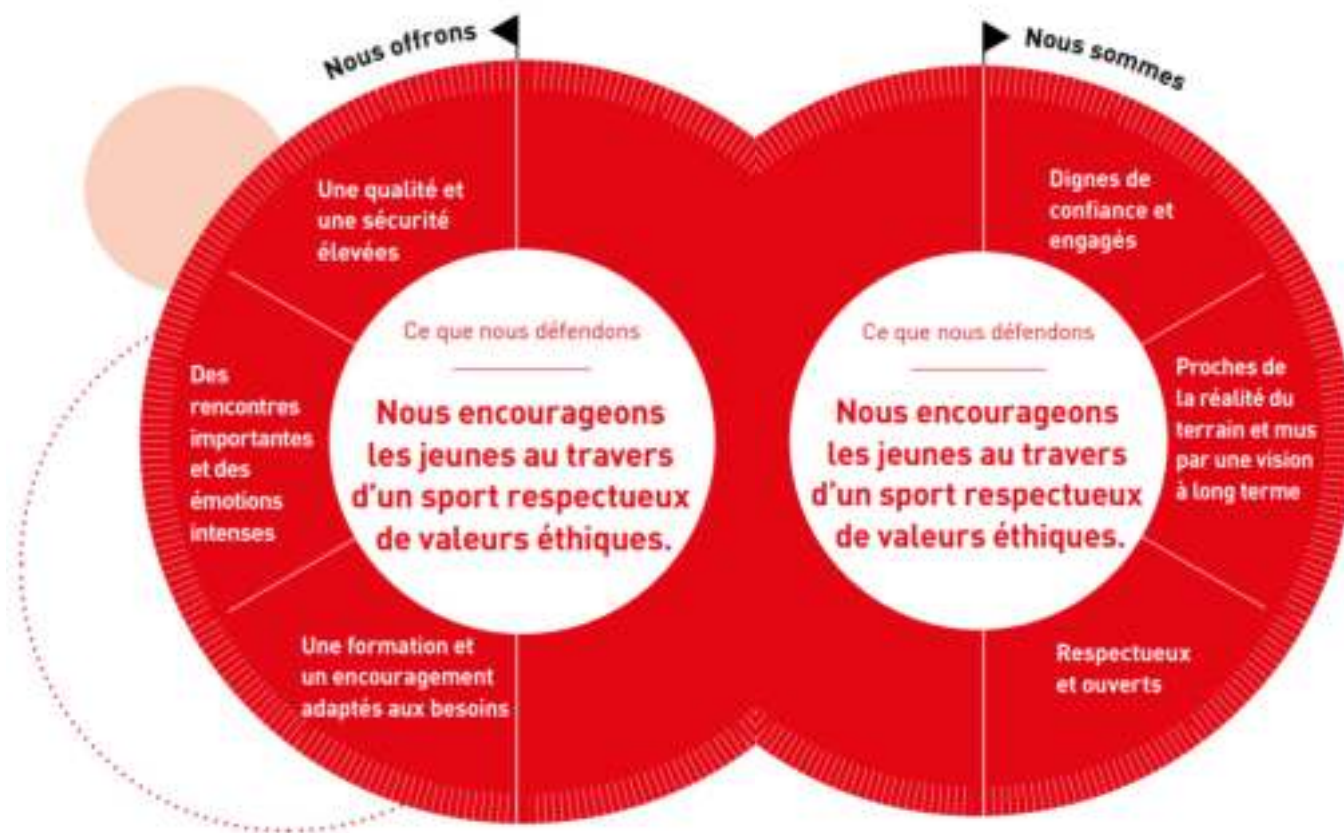 Nous offrons
Une qualité et
une sécurité
élevées
Des
rencontres
importantes
et des
émotions
intenses
Une formation et
un encouragement
adaptés aux besoins
Ce que nous défendons
Nous encourageons
les jeunes au travers
d'un sport respectueux
de valeurs éthiques.
Nous sommes
Dignes de
confiance et
engagés
Proches de
la réalité du
terrain et mus
par une vision
à long terme
Respectueux
et ouverts
Ce que nous défendons
Nous encourageons
les jeunes au travers
d'un sport respectueux
de valeurs éthiques.